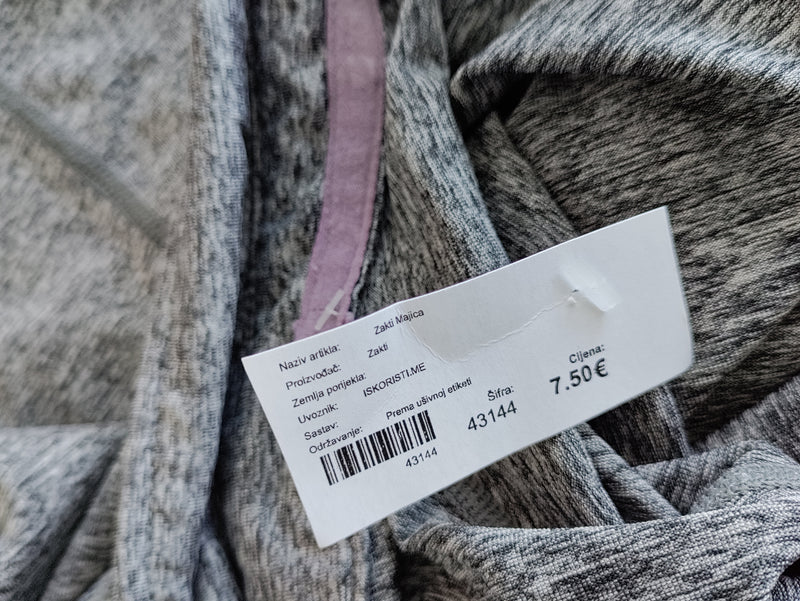 Naziv artikla: Zakti Majica
Proizvođač: Zakti
Zemlja porijekla:
Uvoznik: ISKORISTI.ME
Sastav:
Održavanje: Prema ušivnoj etiketi
43144
Šifra:
43144
Cijena:
7.50€